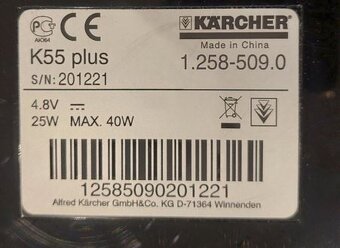 CE
KÄRCHER
Made in China
K55 plus
1.258-509.0
S/N: 201221
4.8V
25W MAX. 40W
12585090201221
Alfred Kärcher GmbH&Co. KG D-71364 Winnenden